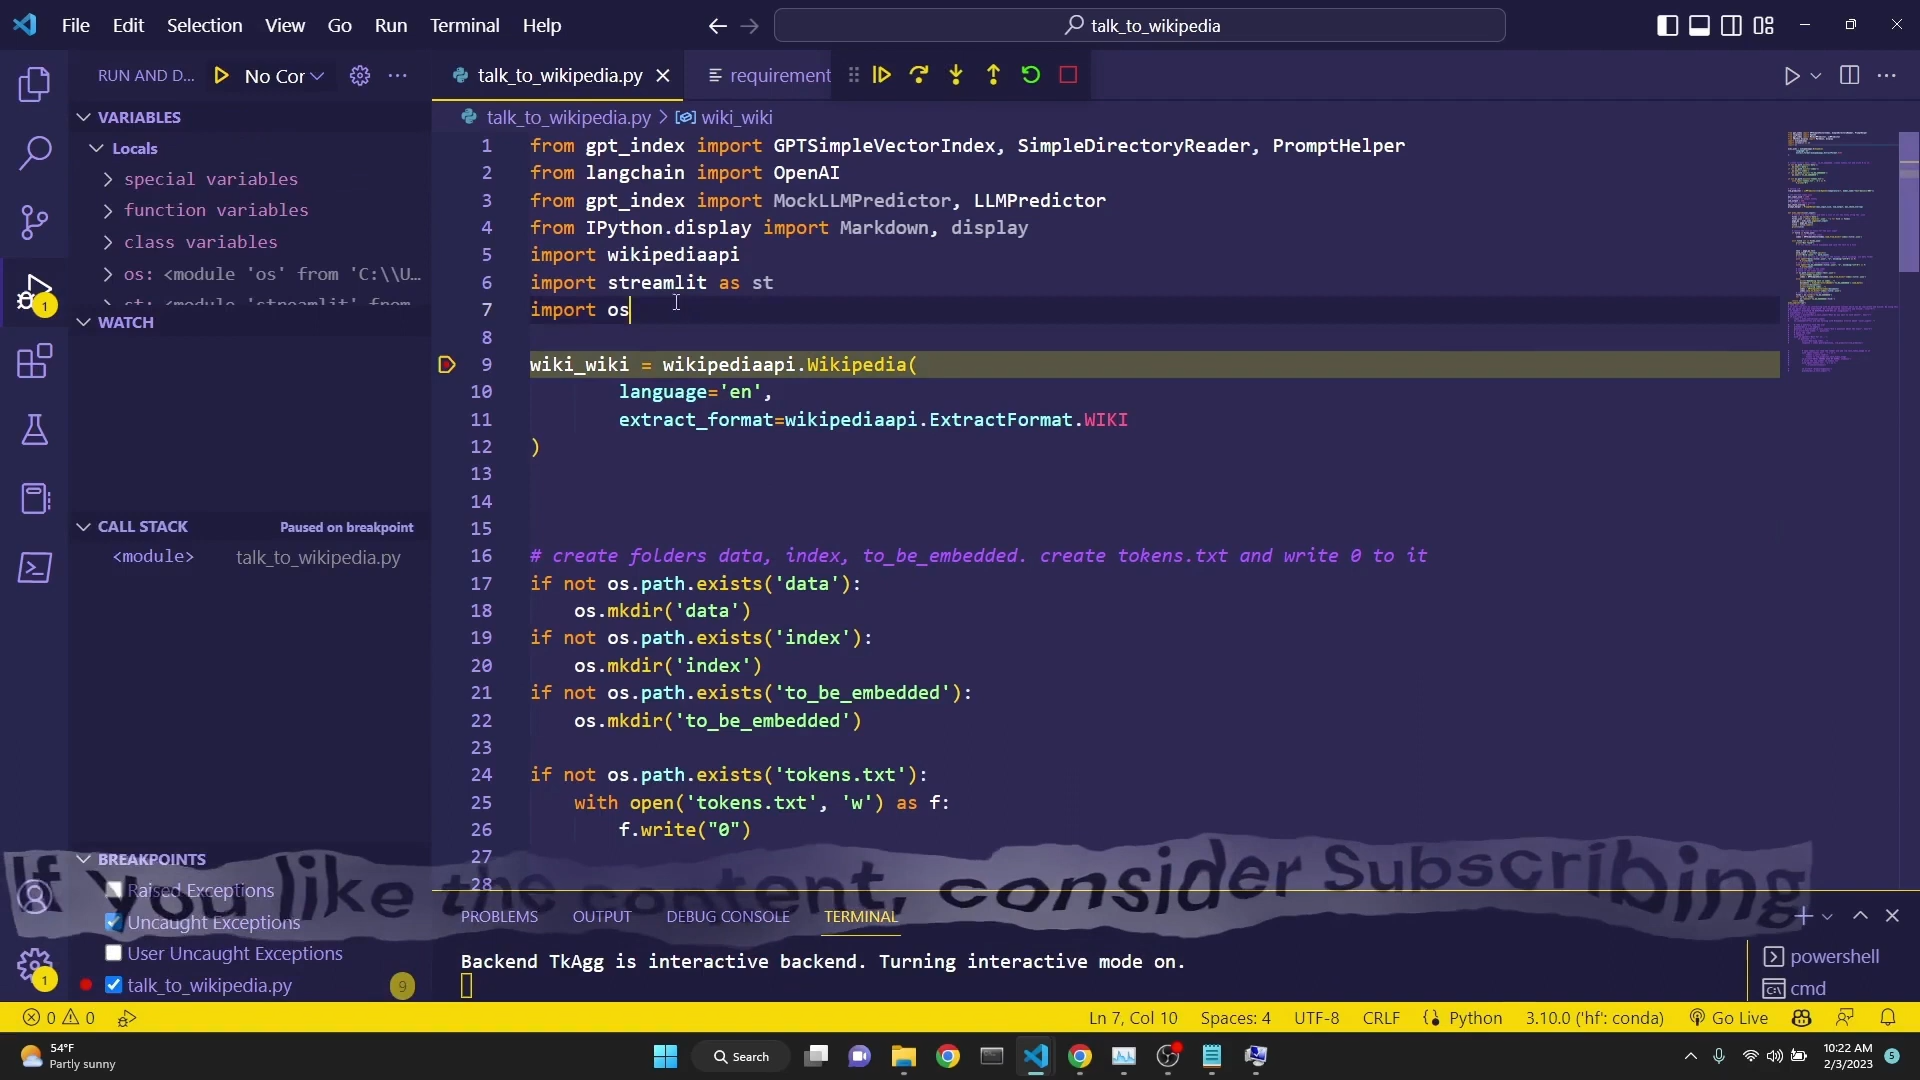 File Edit Selection View Go Run Terminal Help
talk_to_wikipedia
RUN AND D... No Cor
talk_to_wikipedia.py
requirement
VARIABLES
Locals
special variables
function variables
class variables
os: <module 'os' from 'C:\\U...
st: <module 'streamlit' from
WATCH
CALL STACK Paused on breakpoint
<module> talk_to_wikipedia.py
BREAKPOINTS
Raised Exceptions
Uncaught Exceptions
User Uncaught Exceptions
talk_to_wikipedia.py 9
1
1
talk_to_wikipedia.py > wiki_wiki
1 from gpt_index import GPTSimpleVectorIndex, SimpleDirectoryReader, PromptHelper
2 from langchain import OpenAI
3 from gpt_index import MockLLMPredictor, LLMPredictor
4 from IPython.display import Markdown, display
5 import wikipediaapi
6 import streamlit as st
7 import os
8
9 wiki_wiki = wikipediaapi.Wikipedia(
10 language='en',
11 extract_format=wikipediaapi.ExtractFormat.WIKI
12 )
13
14
15
16 # create folders data, index, to_be_embedded. create tokens.txt and write 0 to it
17 if not os.path.exists('data'):
18 os.mkdir('data')
19 if not os.path.exists('index'):
20 os.mkdir('index')
21 if not os.path.exists('to_be_embedded'):
22 os.mkdir('to_be_embedded')
23
24 if not os.path.exists('tokens.txt'):
25 with open('tokens.txt', 'w') as f:
26 f.write("0")
27
28
If you like the content, consider Subscribing
PROBLEMS OUTPUT DEBUG CONSOLE TERMINAL
Backend TkAgg is interactive backend. Turning interactive mode on.
powershell
cmd
0 0 Ln 7, Col 10 Spaces: 4 UTF-8 CRLF Python 3.10.0 ('hf': conda) Go Live
54°F
Partly sunny
Search
10:22 AM
2/3/2023
5